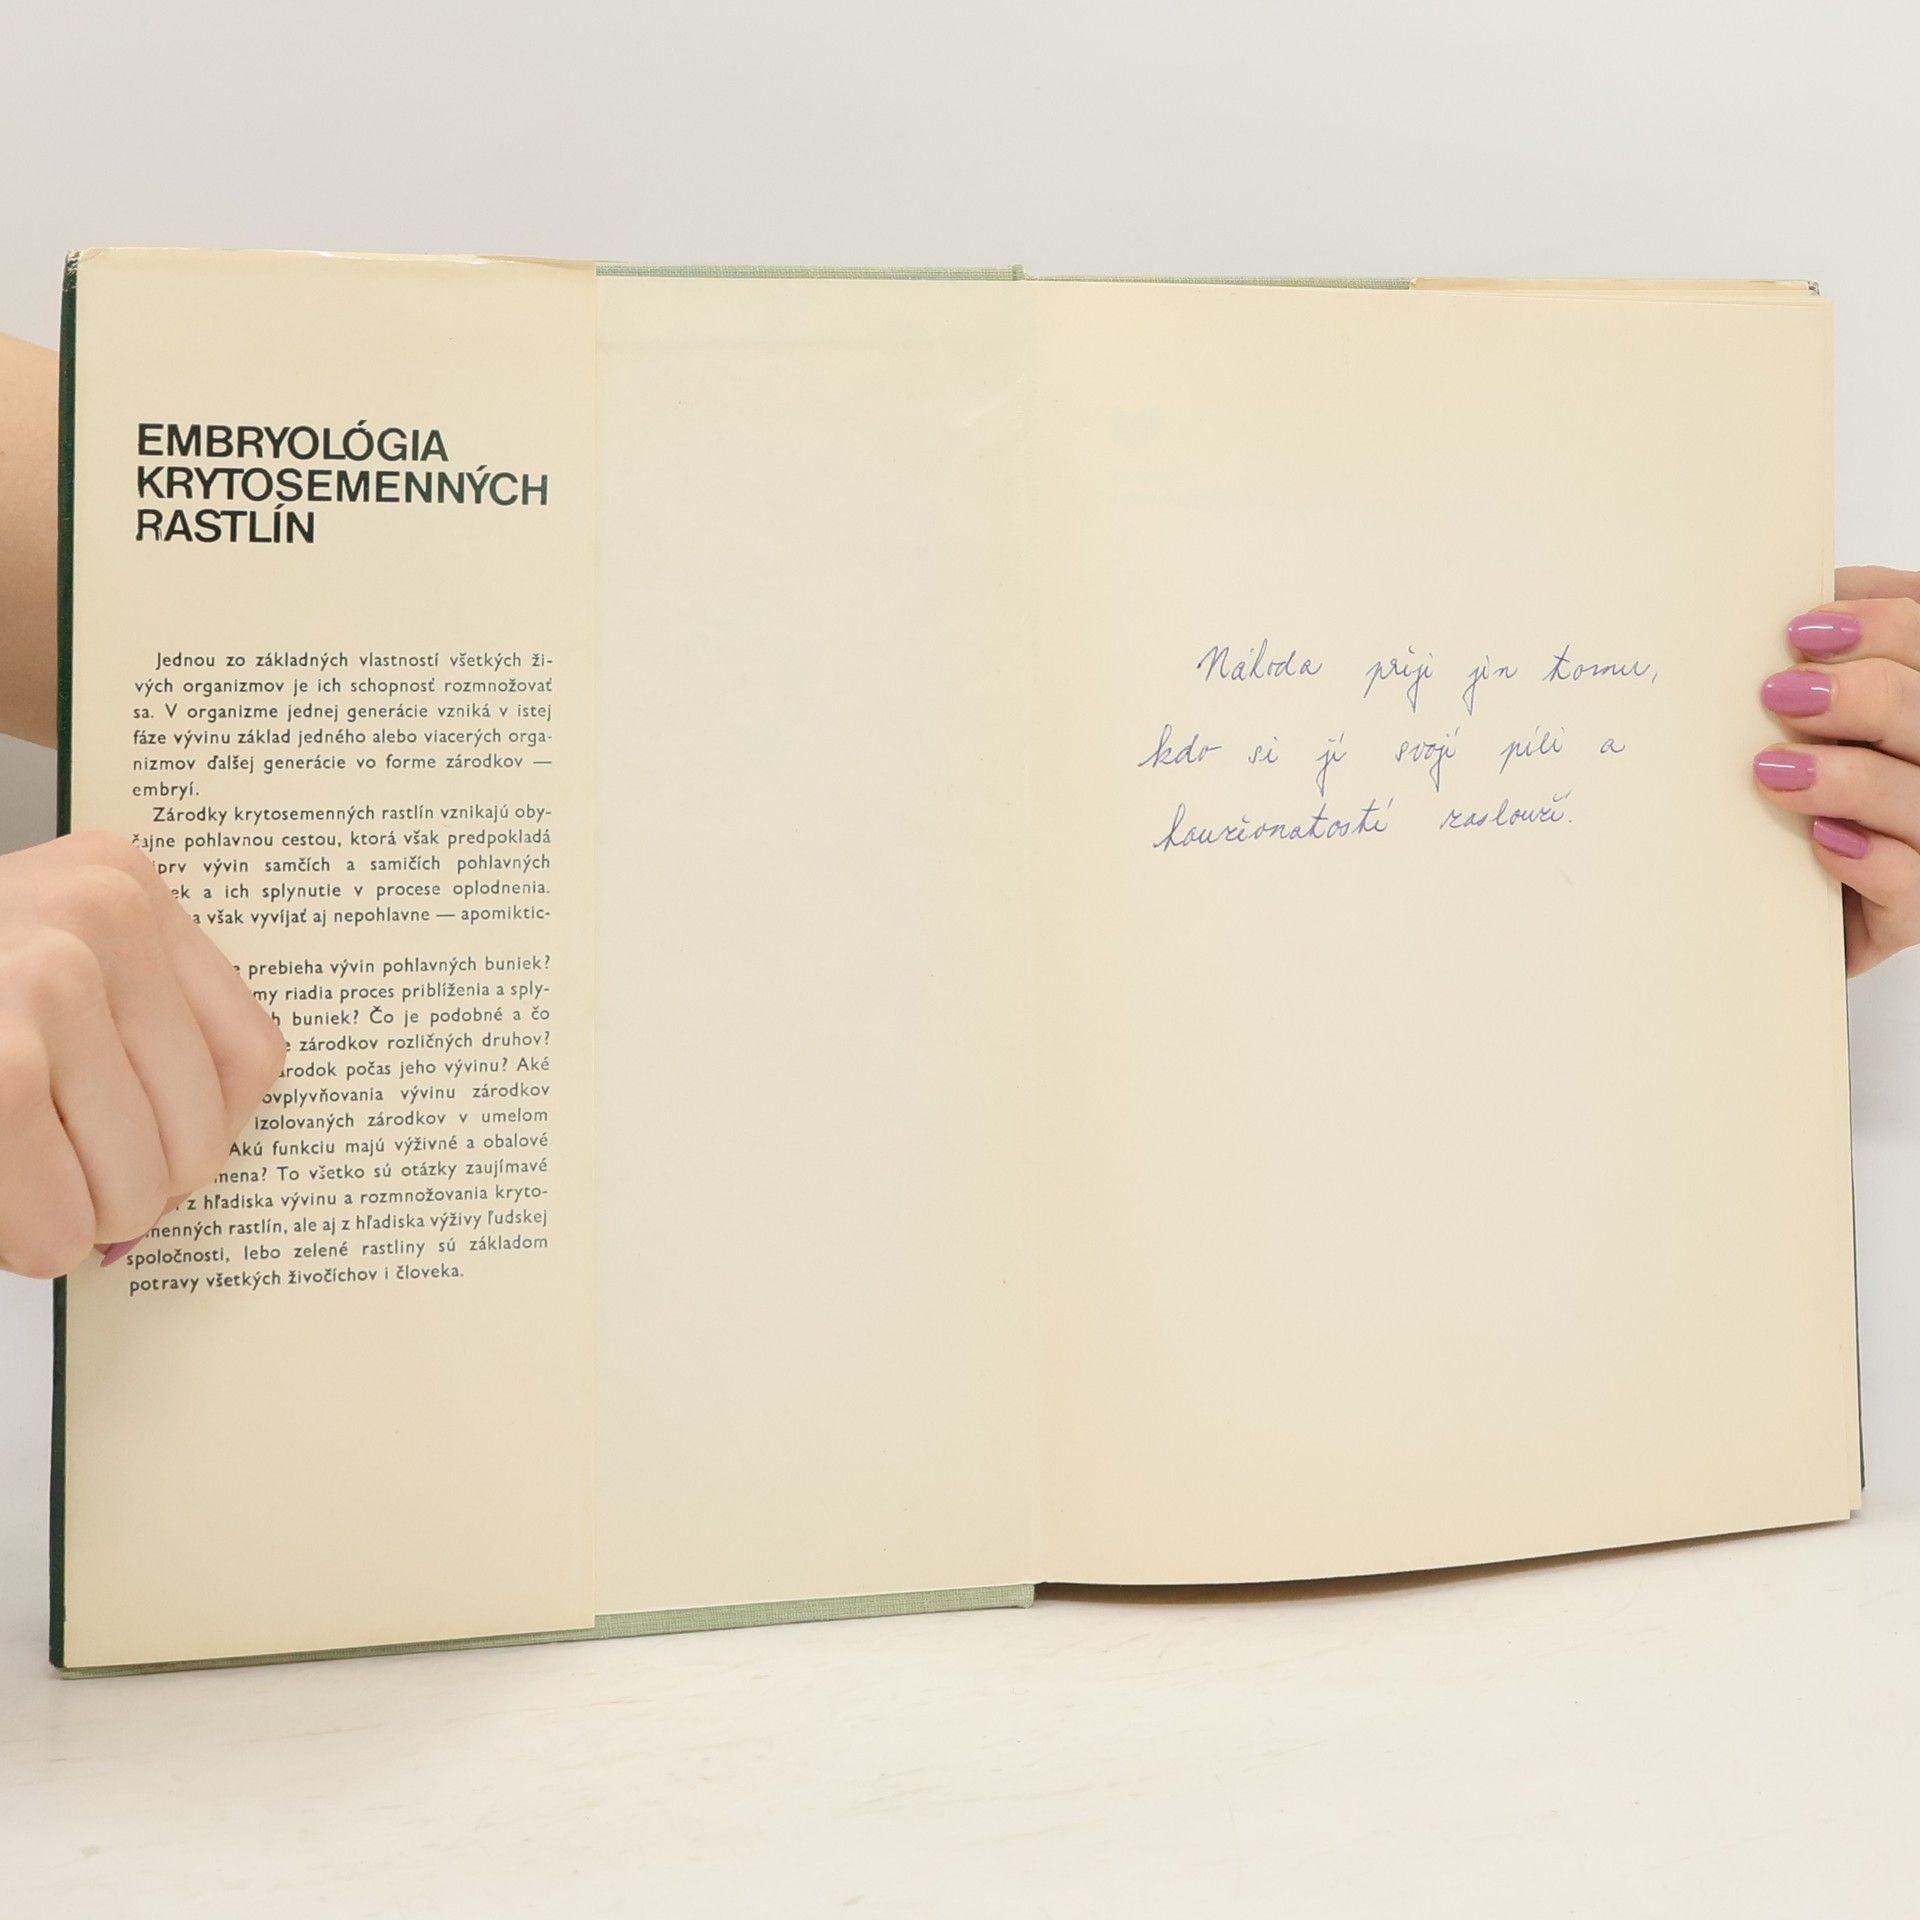 EMBRYOLÓGIA
KRYTOSEMENNÝCH
RASTLÍN
Jednou zo základných vlastností všetkých ži-
vých organizmov je ich schopnosť rozmnožovať
sa. V organizme jednej generácie vzniká v istej
fáze vývinu základ jedného alebo viacerých orga-
nizmov ďalšej generácie vo forme zárodkov —
embryí.
Zárodky krytosemenných rastlín vznikajú oby-
čajne pohlavnou cestou, ktorá však predpokladá
vývin samčích a samičích pohlavných
a ich splynutie v procese oplodnenia.
však vyvíjať aj nepohlavne — apomiktic-
prebieha vývin pohlavných buniek?
riadia proces priblíženia a sply-
buniek? Čo je podobné a čo
zárodkov rozličných druhov?
počas jeho vývinu? Aké
ovplyvňovania vývinu zárodkov
izolovaných zárodkov v umelom
Akú funkciu majú výživné a obalové
To všetko sú otázky zaujímavé
z hľadiska vývinu a rozmnožovania kryto-
menných rastlín, ale aj z hľadiska výživy ľudskej
spoločnosti, lebo zelené rastliny sú základom
potravy všetkých živočíchov i človeka.
Náhoda přiji jen tomu,
kdo si jí svojí pílí a
houževnatostí zaslouží.